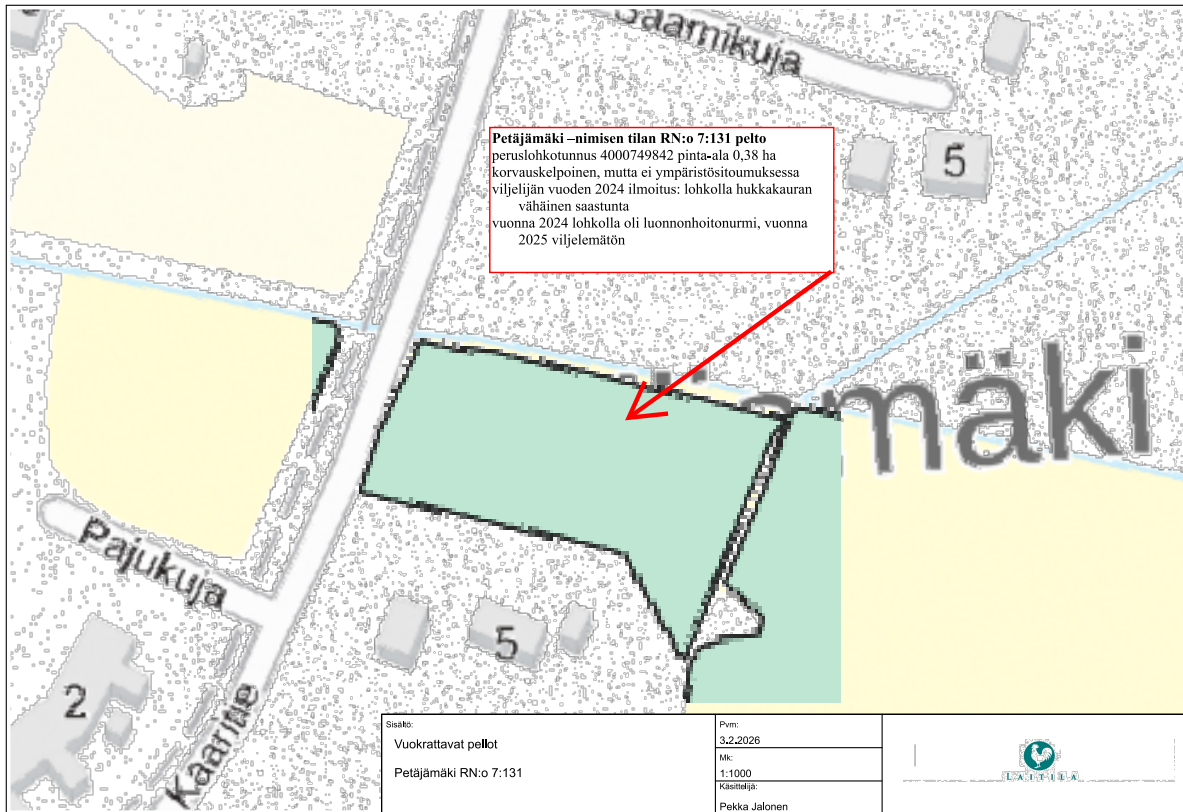 Saarnikuja
Petäjämäki –nimisen tilan RN:o 7:131 pelto
peruslohkotunnus 4000749842 pinta-ala 0,38 ha
korvauskelpoinen, mutta ei ympäristösitoumuksessa
viljelijän vuoden 2024 ilmoitus: lohkolla hukkakauran
vähäinen saastunta
vuonna 2024 lohkolla oli luonnonhoitonurmi, vuonna
2025 viljelemätön
5
mäki
Pajukuja
5
2
Kaaritie
Sisältö:
Vuokrattavat pellot
Petäjämäki RN:o 7:131
Pvm:
3.2.2026
Mk:
1:1000
Käsittelijä:
Pekka Jalonen
LAITILA